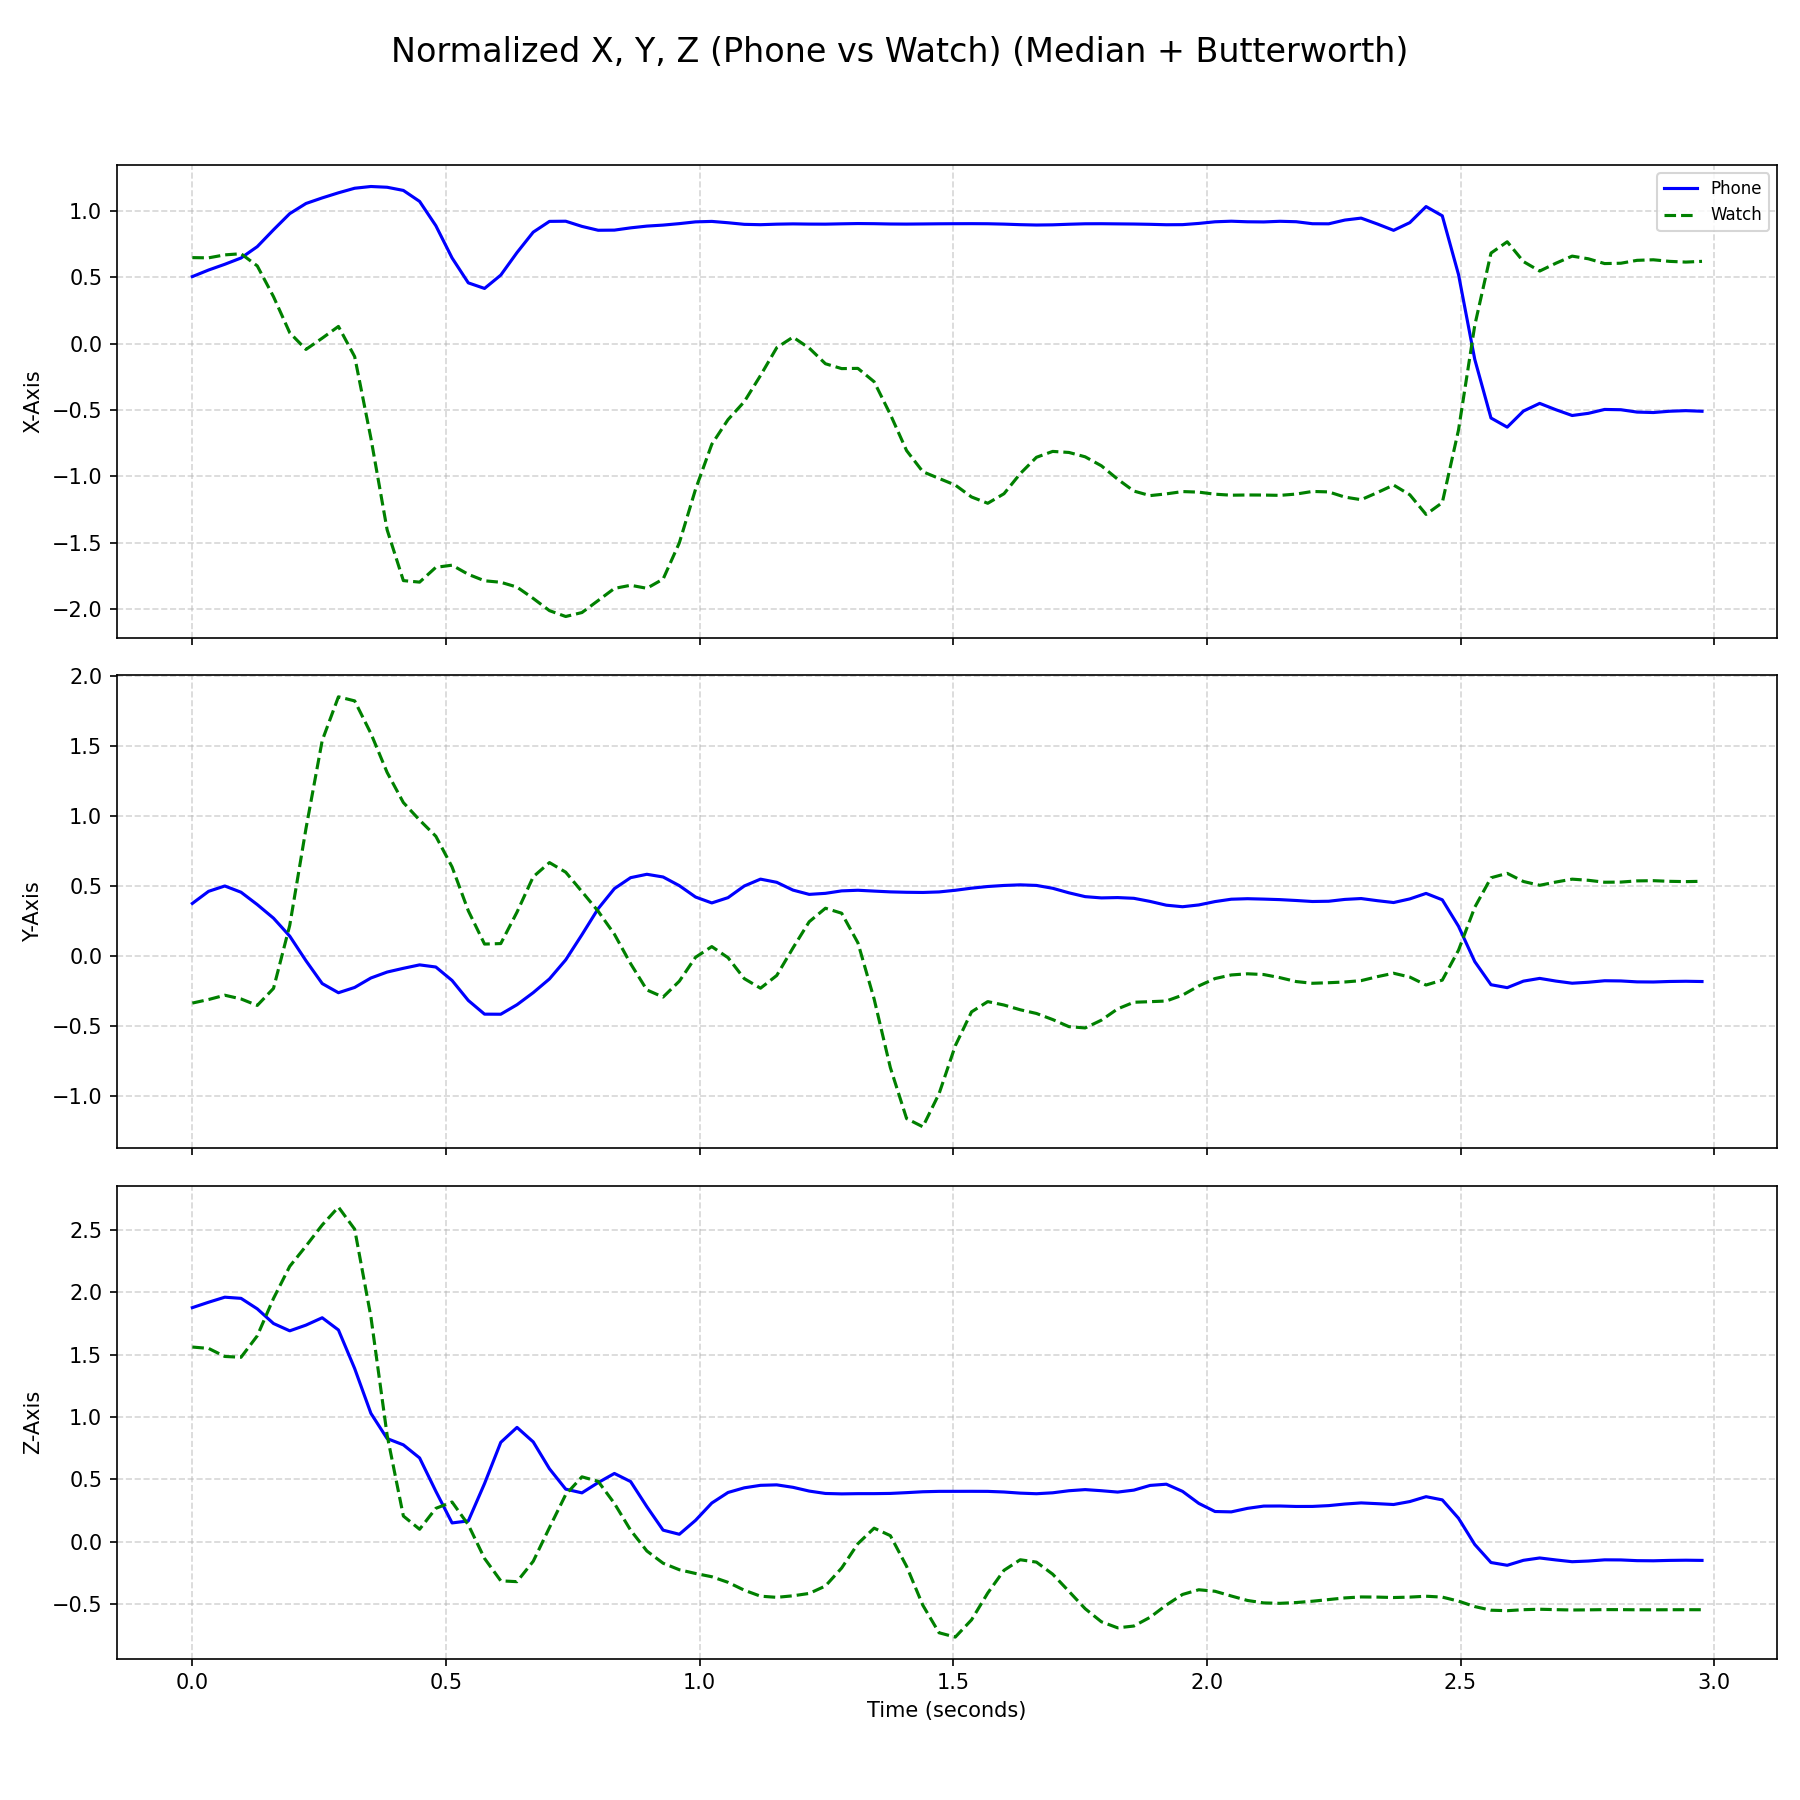 Normalized X, Y, Z (Phone vs Watch) (Median + Butterworth)
Phone
Watch
1.0
0.5
0.0
−0.5
−1.0
−1.5
−2.0
X-Axis
2.0
1.5
1.0
0.5
0.0
−0.5
−1.0
Y-Axis
2.5
2.0
1.5
1.0
0.5
0.0
−0.5
Z-Axis
0.0 0.5 1.0 1.5 2.0 2.5 3.0
Time (seconds)